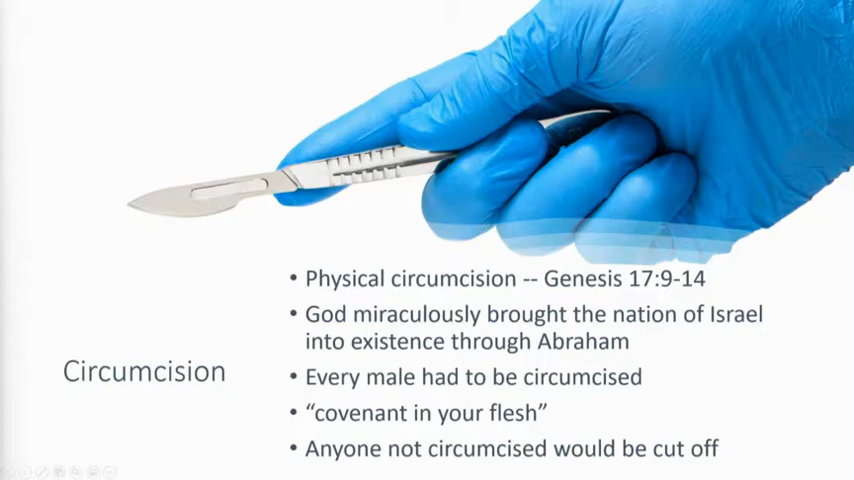 Circumcision
• Physical circumcision -- Genesis 17:9-14
• God miraculously brought the nation of Israel
into existence through Abraham
• Every male had to be circumcised
• “covenant in your flesh”
• Anyone not circumcised would be cut off